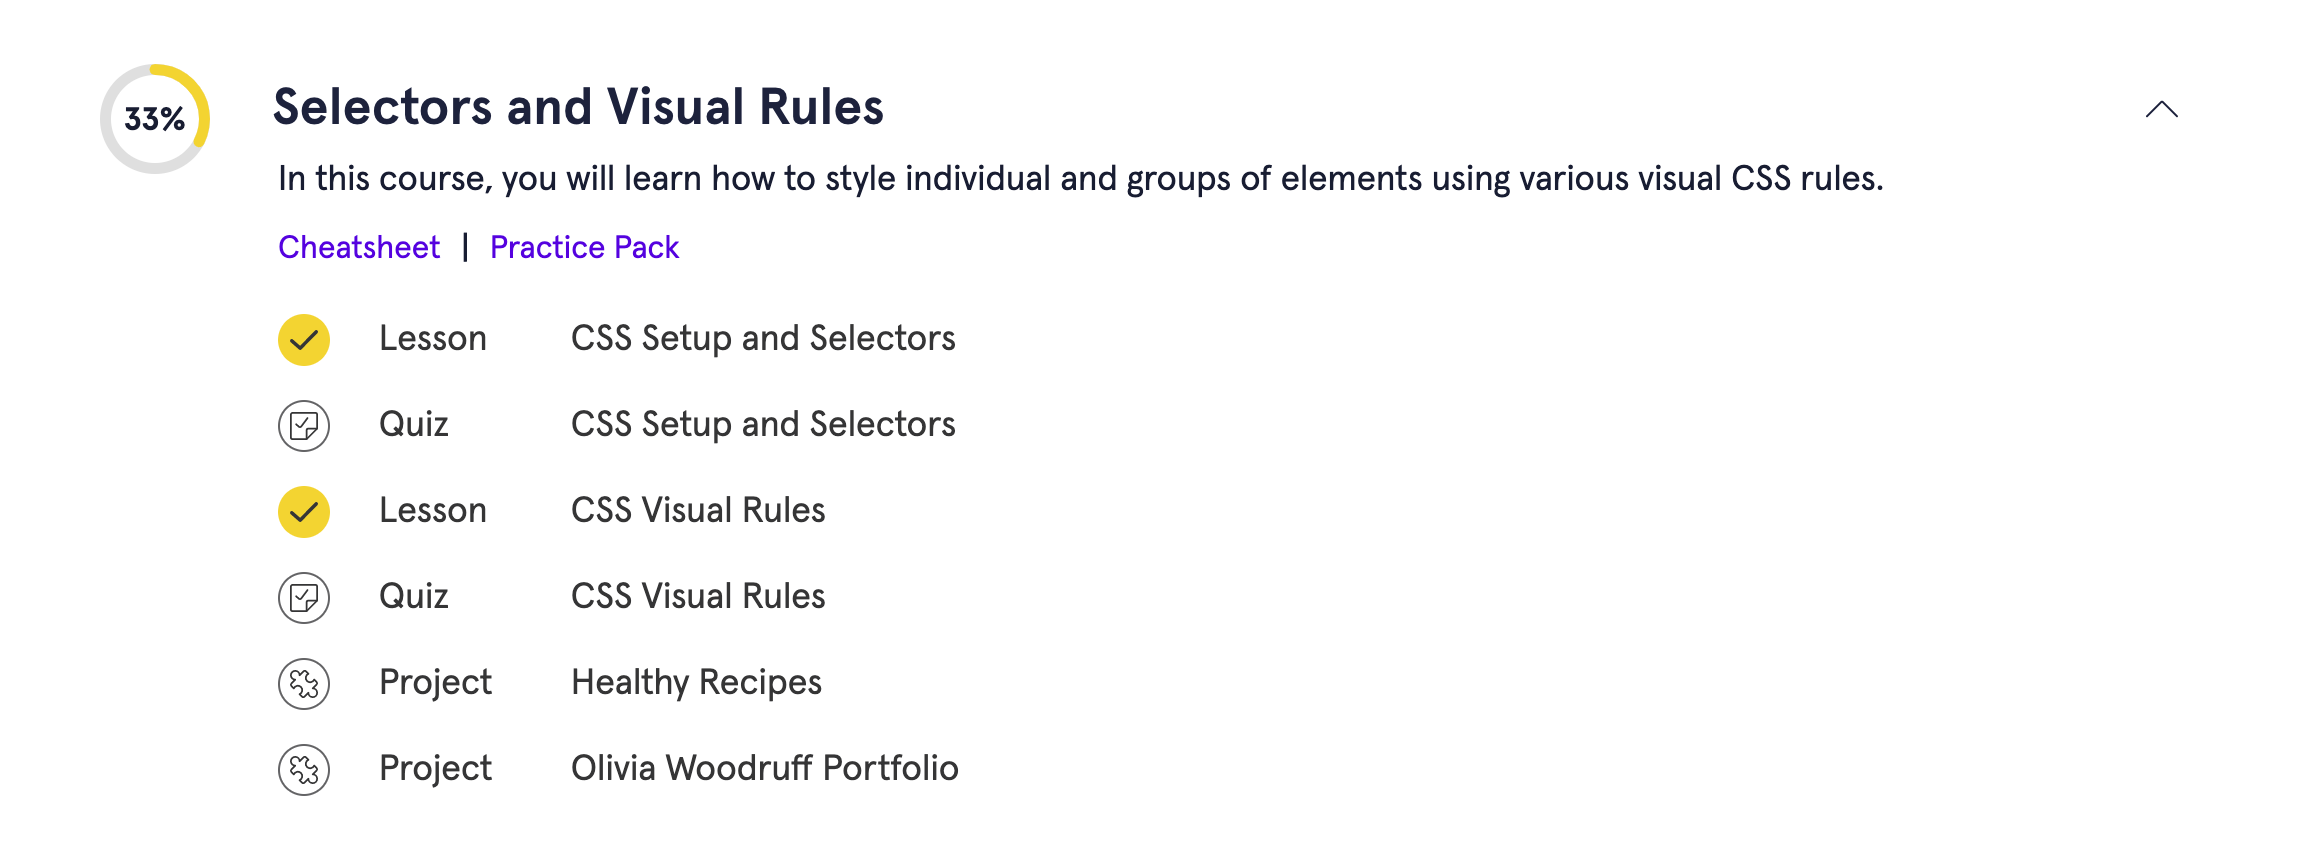 33%
Selectors and Visual Rules
In this course, you will learn how to style individual and groups of elements using various visual CSS rules.
Cheatsheet | Practice Pack
Lesson CSS Setup and Selectors
Quiz CSS Setup and Selectors
Lesson CSS Visual Rules
Quiz CSS Visual Rules
Project Healthy Recipes
Project Olivia Woodruff Portfolio